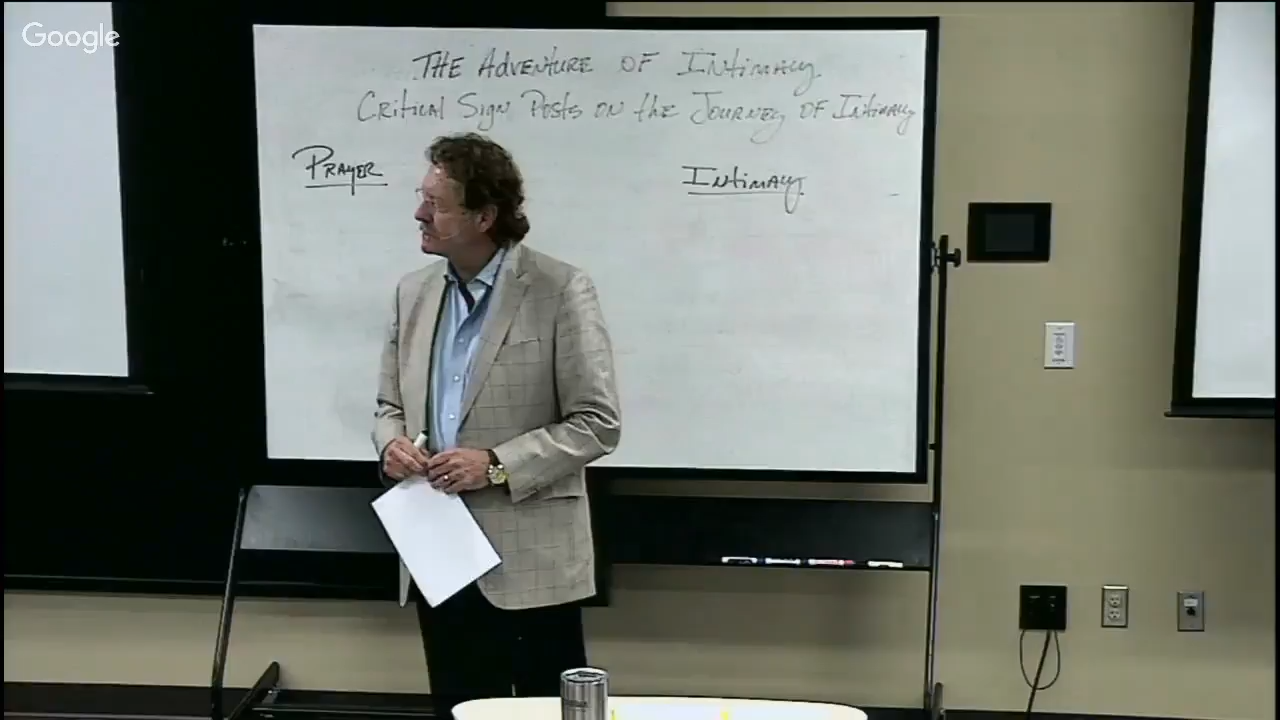 Google
THE ADVENTURE OF INTIMACY
CRITICAL SIGN POSTS ON the JOURNEY OF INTIMACY
PRAYER
INTIMACY